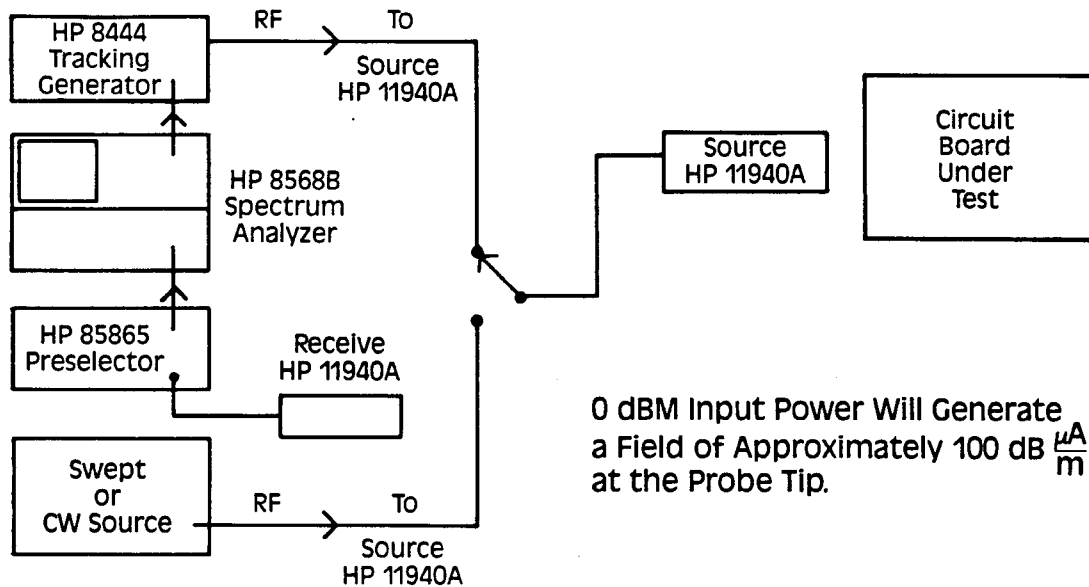 HP 8444
Tracking
Generator
RF
To
Source
HP 11940A
HP 8568B
Spectrum
Analyzer
Source
HP 11940A
Circuit
Board
Under
Test
HP 85865
Preselector
Receive
HP 11940A
0 dBM Input Power Will Generate
a Field of Approximately 100 dB μA/m
at the Probe Tip.
Swept
or
CW Source
RF
To
Source
HP 11940A